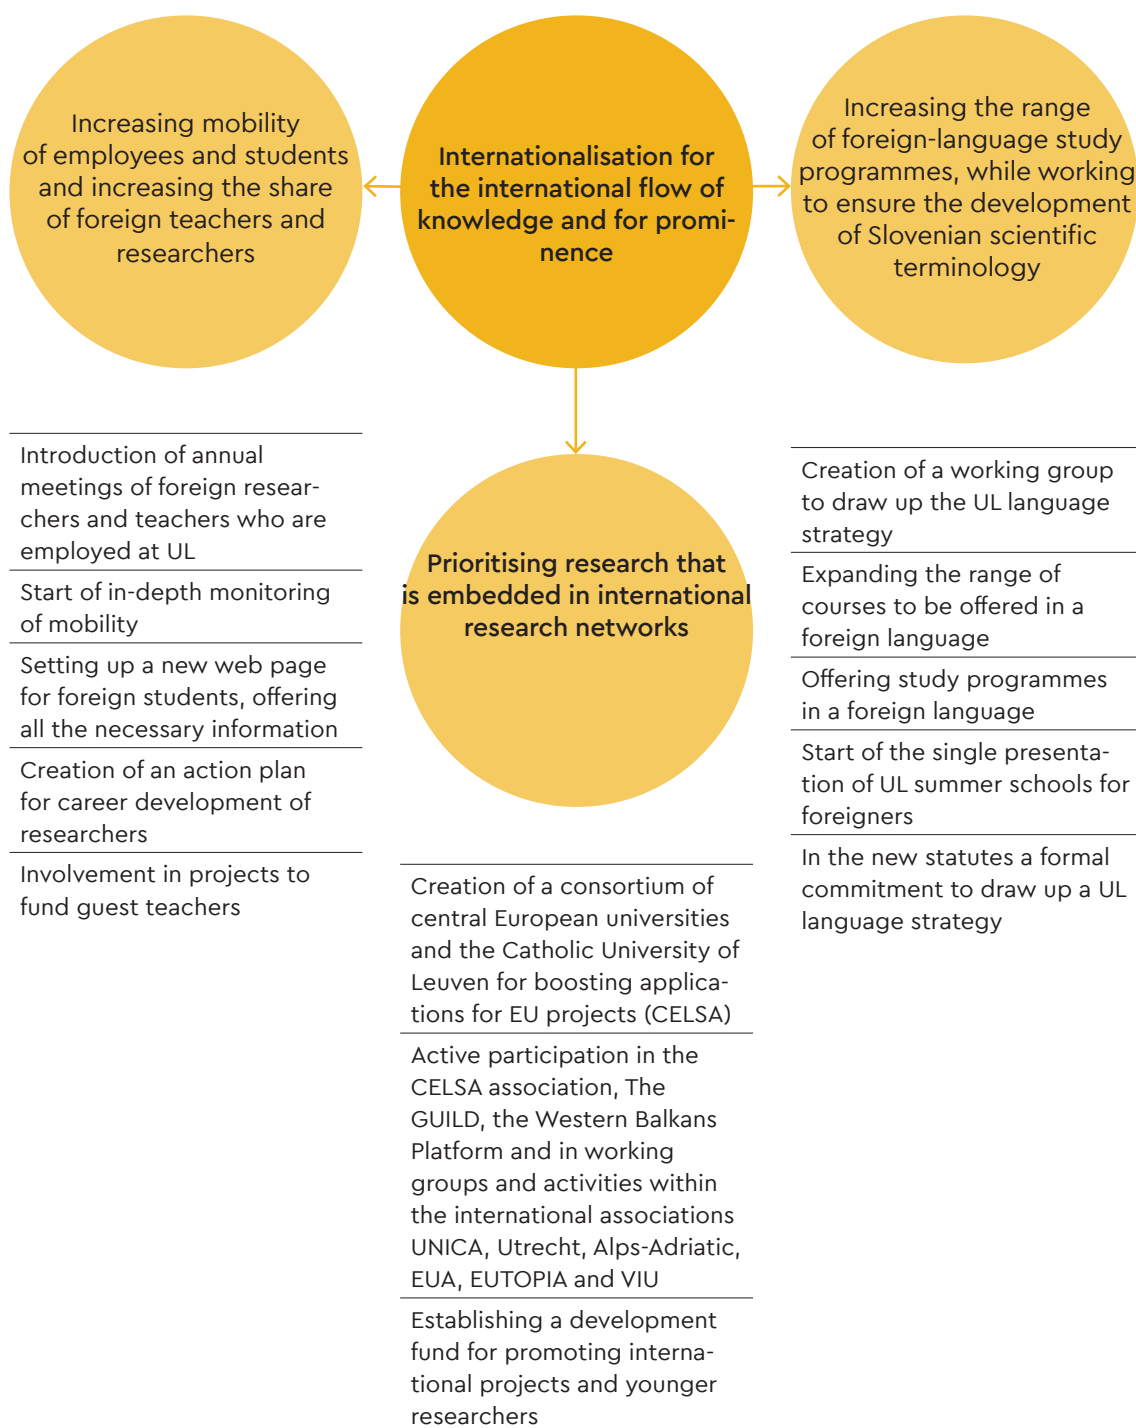 Increasing mobility
of employees and students
and increasing the share
of foreign teachers and
researchers
Internationalisation for
the international flow of
knowledge and for promi-
nence
Increasing the range
of foreign-language study
programmes, while working
to ensure the development
of Slovenian scientific
terminology
Introduction of annual
meetings of foreign resear-
chers and teachers who are
employed at UL
Start of in-depth monitoring
of mobility
Setting up a new web page
for foreign students, offering
all the necessary information
Creation of an action plan
for career development of
researchers
Involvement in projects to
fund guest teachers
Prioritising research that
is embedded in international
research networks
Creation of a consortium of
central European universities
and the Catholic University of
Leuven for boosting applica-
tions for EU projects (CELSA)
Active participation in the
CELSA association, The
GUILD, the Western Balkans
Platform and in working
groups and activities within
the international associations
UNICA, Utrecht, Alps-Adriatic,
EUA, EUTOPIA and VIU
Establishing a development
fund for promoting interna-
tional projects and younger
researchers
Creation of a working group
to draw up the UL language
strategy
Expanding the range of
courses to be offered in a
foreign language
Offering study programmes
in a foreign language
Start of the single presenta-
tion of UL summer schools for
foreigners
In the new statutes a formal
commitment to draw up a UL
language strategy